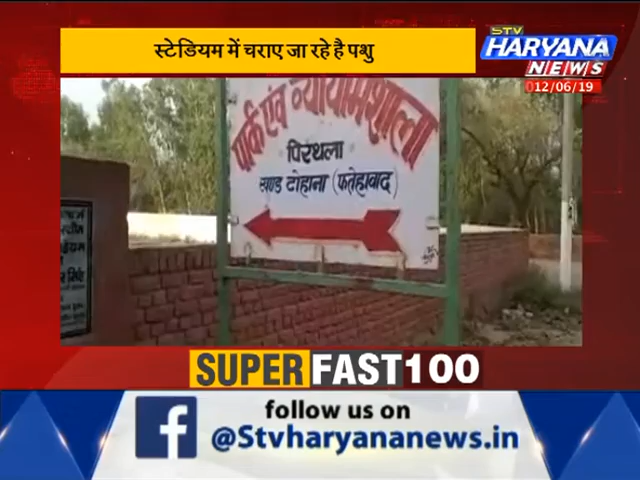 स्टेडियम में चराए जा रहे है पशु
STV
HARYANA
NEWS
12/06/19
पार्क एंव व्यायामशाला
पिरथला
खण्ड टोहाना (फतेहाबाद)
SUPER FAST100
follow us on
@Stvharyananews.in